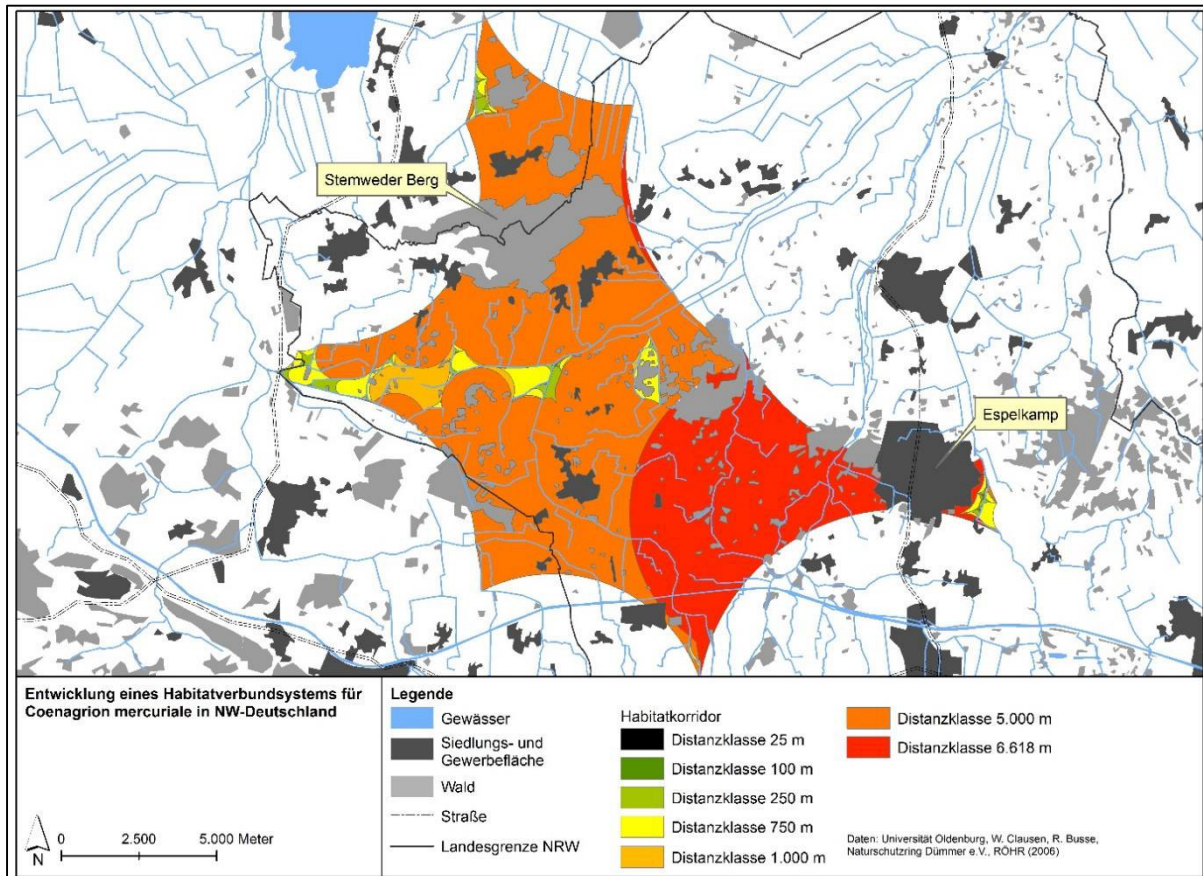 Stemweder Berg
Espelkamp
Entwicklung eines Habitatverbundsystems für
Coenagrion mercuriale in NW-Deutschland
N
0 2.500 5.000 Meter
Legende
Gewässer
Siedlungs- und
Gewerbefläche
Wald
Straße
Landesgrenze NRW
Habitatkorridor
Distanzklasse 25 m
Distanzklasse 100 m
Distanzklasse 250 m
Distanzklasse 750 m
Distanzklasse 1.000 m
Distanzklasse 5.000 m
Distanzklasse 6.618 m
Daten: Universität Oldenburg, W. Clausen, R. Busse,
Naturschutzring Dümmer e.V., RÖHR (2006)